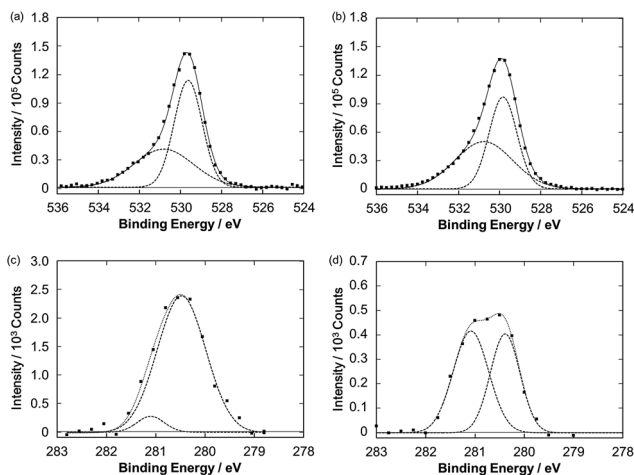 (a)
1.8
1.5
1.2
0.9
0.6
0.3
0
Intensity / 10⁵ Counts
536 534 532 530 528 526 524
Binding Energy / eV
(b)
1.8
1.5
1.2
0.9
0.6
0.3
0
Intensity / 10⁵ Counts
536 534 532 530 528 526 524
Binding Energy / eV
(c)
3.0
2.5
2.0
1.5
1.0
0.5
0
Intensity / 10³ Counts
283 282 281 280 279 278
Binding Energy / eV
(d)
0.7
0.6
0.5
0.4
0.3
0.2
0.1
0
Intensity / 10³ Counts
283 282 281 280 279 278
Binding Energy / eV